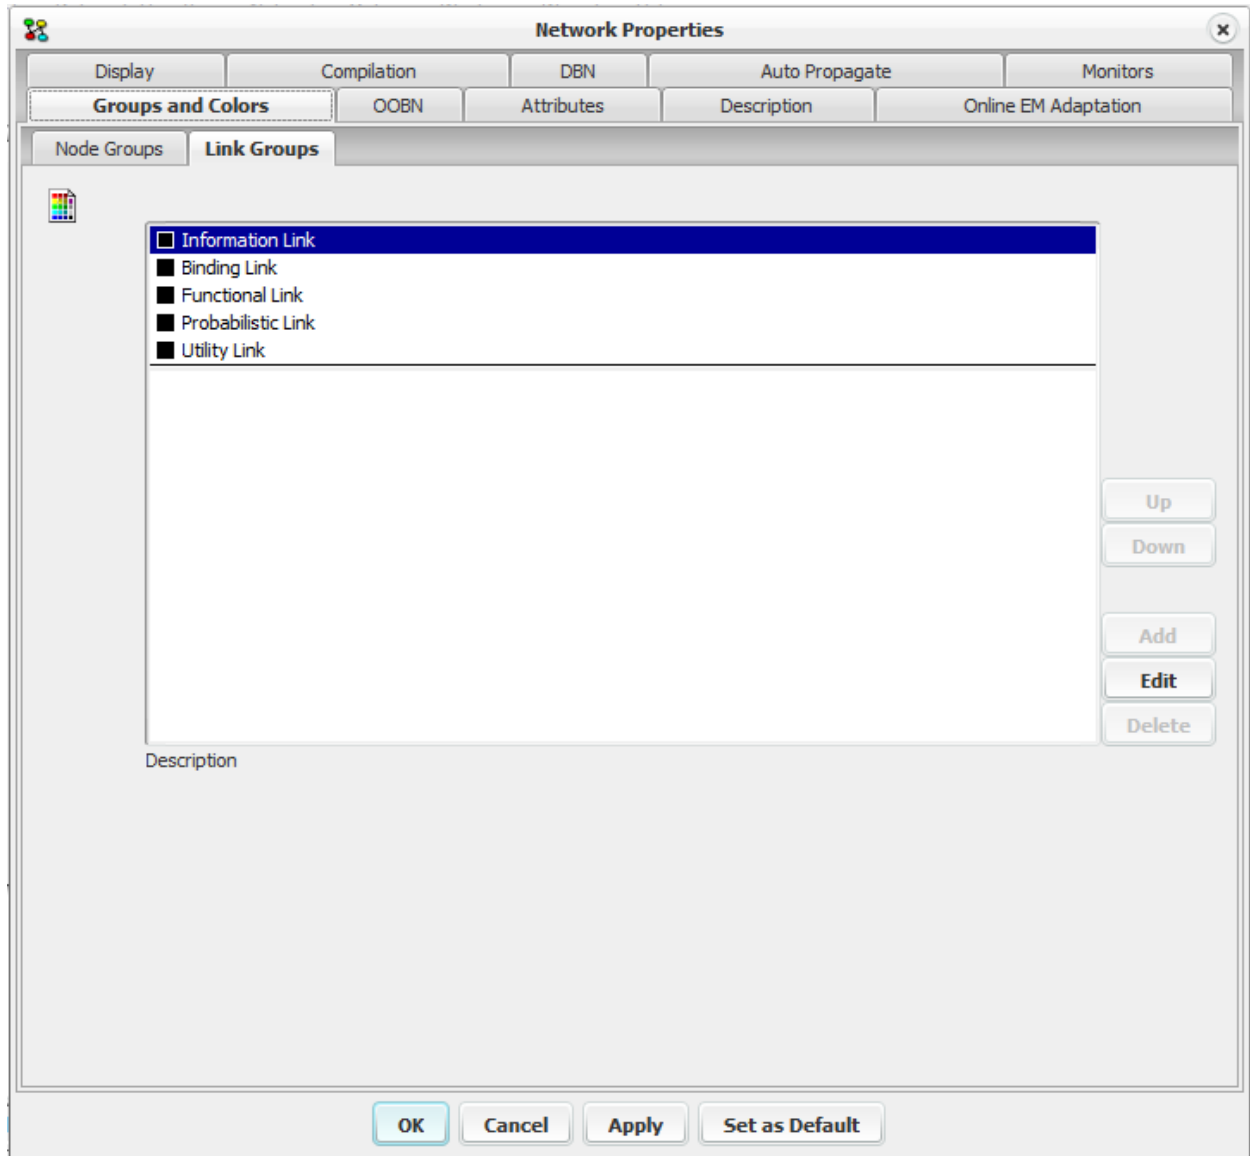 Network Properties
Display Compilation DBN Auto Propagate Monitors
Groups and Colors OOBN Attributes Description Online EM Adaptation
Node Groups Link Groups
Information Link
Binding Link
Functional Link
Probabilistic Link
Utility Link
Up
Down
Add
Edit
Delete
Description
OK Cancel Apply Set as Default